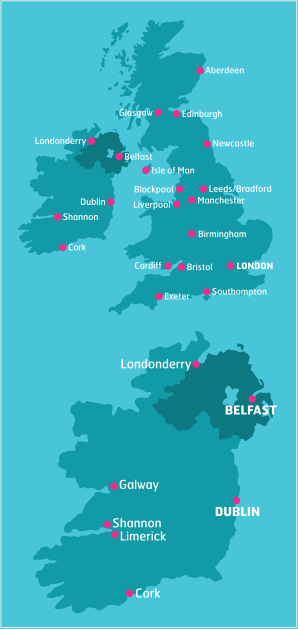 Aberdeen
Glasgow
Edinburgh
Londonderry
Newcastle
Belfast
Isle of Man
Blackpool
Leeds/Bradford
Dublin
Liverpool
Manchester
Shannon
Birmingham
Cork
Cardiff
Bristol
LONDON
Exeter
Southompton
Londonderry
BELFAST
Galway
DUBLIN
Shannon
Limerick
Cork